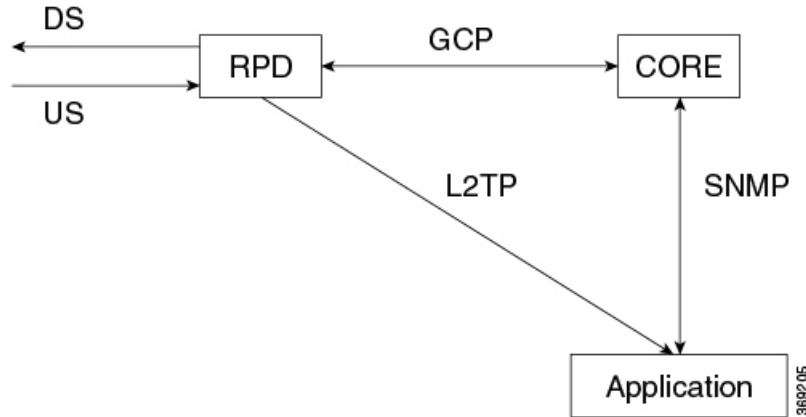 DS
GCP
RPD
CORE
US
L2TP
SNMP
Application
369205